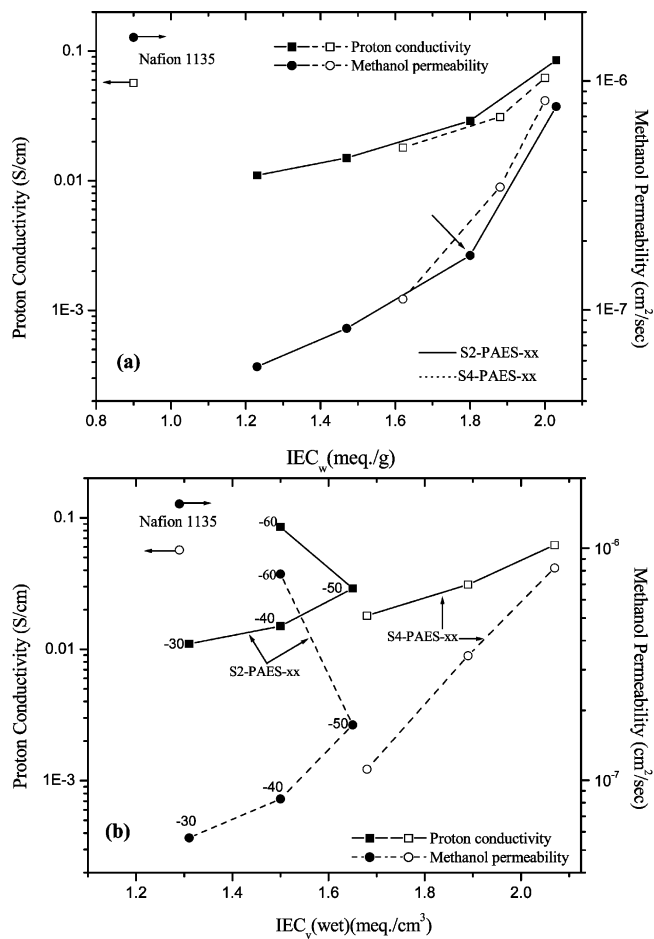 0.1
0.01
1E-3
Proton Conductivity (S/cm)
Nafion 1135
Proton conductivity
Methanol permeability
1E-6
1E-7
Methanol Permeability (cm²/sec)
(a)
S2-PAES-xx
S4-PAES-xx
0.8 1.0 1.2 1.4 1.6 1.8 2.0
IEC_w(meq./g)
0.1
0.01
1E-3
Proton Conductivity (S/cm)
Nafion 1135
-60
-60
-50
-40
-30
S2-PAES-xx
S4-PAES-xx
-50
-40
-30
10⁻⁶
10⁻⁷
Methanol Permeability (cm²/sec)
(b)
Proton conductivity
Methanol permeability
1.2 1.4 1.6 1.8 2.0
IEC_v(wet)(meq./cm³)